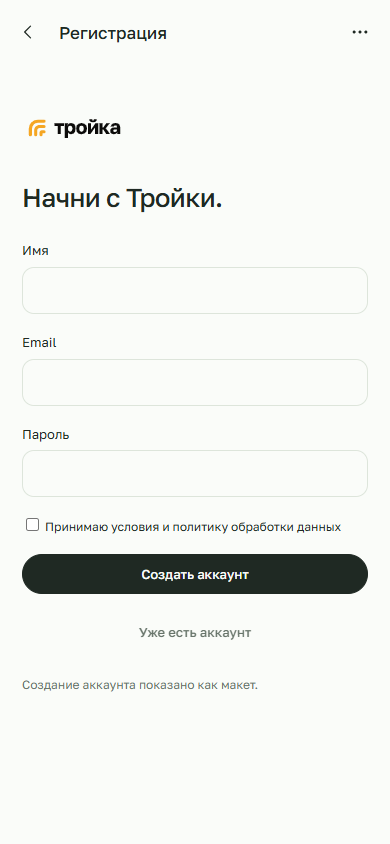 Регистрация
тройка
Начни с Тройки.
Имя
Email
Пароль
Принимаю условия и политику обработки данных
Создать аккаунт
Уже есть аккаунт
Создание аккаунта показано как макет.